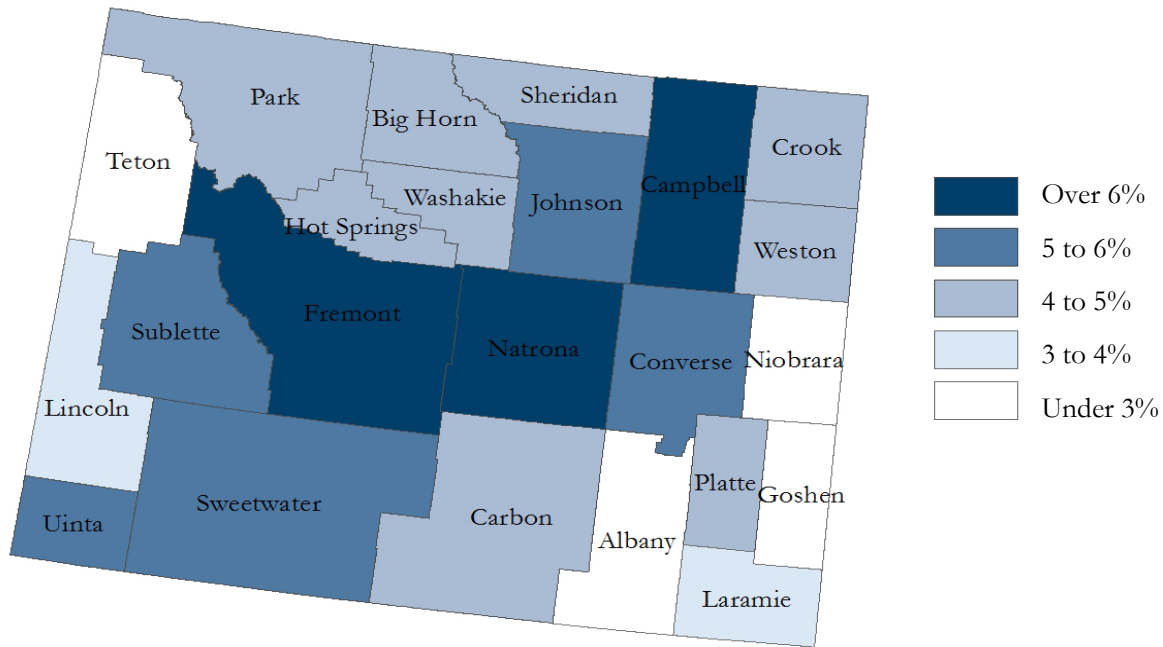 Park
Big Horn
Sheridan
Crook
Teton
Washakie
Johnson
Campbell
Hot Springs
Weston
Fremont
Sublette
Natrona
Converse
Niobrara
Lincoln
Sweetwater
Carbon
Platte
Goshen
Uinta
Albany
Laramie
Over 6%
5 to 6%
4 to 5%
3 to 4%
Under 3%